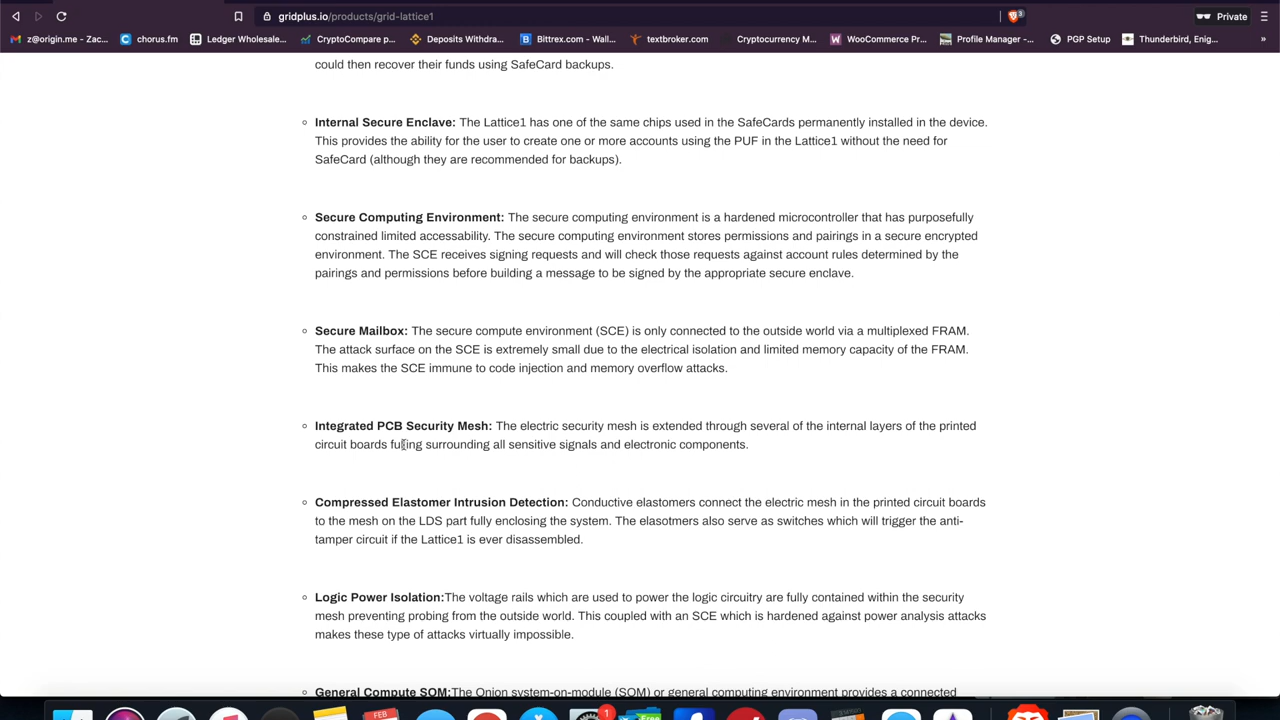 gridplus.io/products/grid-lattice1
Private
z@origin.me - Zac...
chorus.fm
Ledger Wholesale...
CryptoCompare p...
Deposits Withdra...
Bittrex.com - Wall...
textbroker.com
Cryptocurrency M...
WooCommerce Pr...
Profile Manager -...
PGP Setup
Thunderbird, Enig...
»
could then recover their funds using SafeCard backups.
Internal Secure Enclave: The Lattice1 has one of the same chips used in the SafeCards permanently installed in the device.
This provides the ability for the user to create one or more accounts using the PUF in the Lattice1 without the need for
SafeCard (although they are recommended for backups).
Secure Computing Environment: The secure computing environment is a hardened microcontroller that has purposefully
constrained limited accessability. The secure computing environment stores permissions and pairings in a secure encrypted
environment. The SCE receives signing requests and will check those requests against account rules determined by the
pairings and permissions before building a message to be signed by the appropriate secure enclave.
Secure Mailbox: The secure compute environment (SCE) is only connected to the outside world via a multiplexed FRAM.
The attack surface on the SCE is extremely small due to the electrical isolation and limited memory capacity of the FRAM.
This makes the SCE immune to code injection and memory overflow attacks.
Integrated PCB Security Mesh: The electric security mesh is extended through several of the internal layers of the printed
circuit boards surrounding all sensitive signals and electronic components.
Compressed Elastomer Intrusion Detection: Conductive elastomers connect the electric mesh in the printed circuit boards
to the mesh on the LDS part fully enclosing the system. The elasotmers also serve as switches which will trigger the anti-
tamper circuit if the Lattice1 is ever disassembled.
Logic Power Isolation:The voltage rails which are used to power the logic circuitry are fully contained within the security
mesh preventing probing from the outside world. This coupled with an SCE which is hardened against power analysis attacks
makes these type of attacks virtually impossible.
General Compute SOM:The Onion system-on-module (SOM) or general computing environment provides a connected
FEB
1
Free